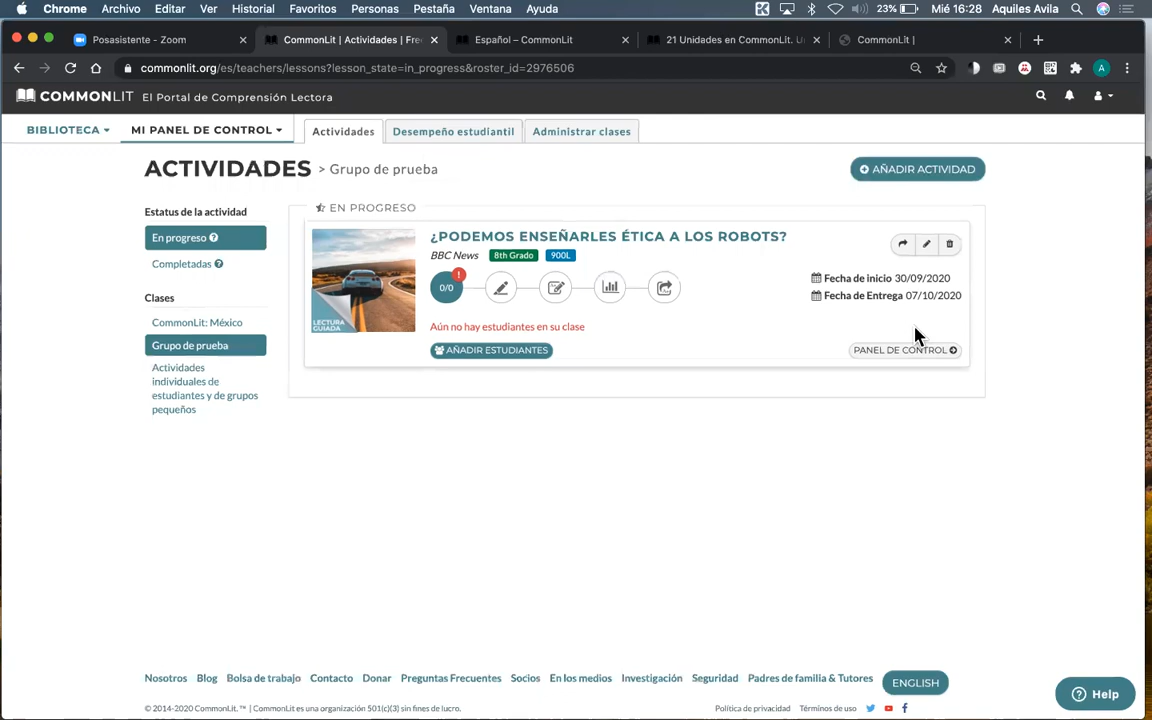 Chrome Archivo Editar Ver Historial Favoritos Personas Pestaña Ventana Ayuda 23% Mié 16:28 Aquiles Avila
Posasistente - Zoom CommonLit | Actividades | Fre Español – CommonLit 21 Unidades en CommonLit. U CommonLit |
commonlit.org/es/teachers/lessons?lesson_state=in_progress&roster_id=2976506 A
COMMONLIT El Portal de Comprensión Lectora
BIBLIOTECA MI PANEL DE CONTROL Actividades Desempeño estudiantil Administrar clases
ACTIVIDADES > Grupo de prueba AÑADIR ACTIVIDAD
Estatus de la actividad
En progreso
Completadas
Clases
CommonLit: México
Grupo de prueba
Actividades
individuales de
estudiantes y de grupos
pequeños
EN PROGRESO
¿PODEMOS ENSEÑARLES ÉTICA A LOS ROBOTS?
BBC News 8th Grado 900L
0/0 !
LECTURA
GUIADA
Fecha de inicio 30/09/2020
Fecha de Entrega 07/10/2020
Aún no hay estudiantes en su clase
AÑADIR ESTUDIANTES PANEL DE CONTROL
Nosotros Blog Bolsa de trabajo Contacto Donar Preguntas Frecuentes Socios En los medios Investigación Seguridad Padres de familia & Tutores ENGLISH
© 2014-2020 CommonLit.™ | CommonLit es una organización 501(c)(3) sin fines de lucro. Política de privacidad Términos de uso
Help